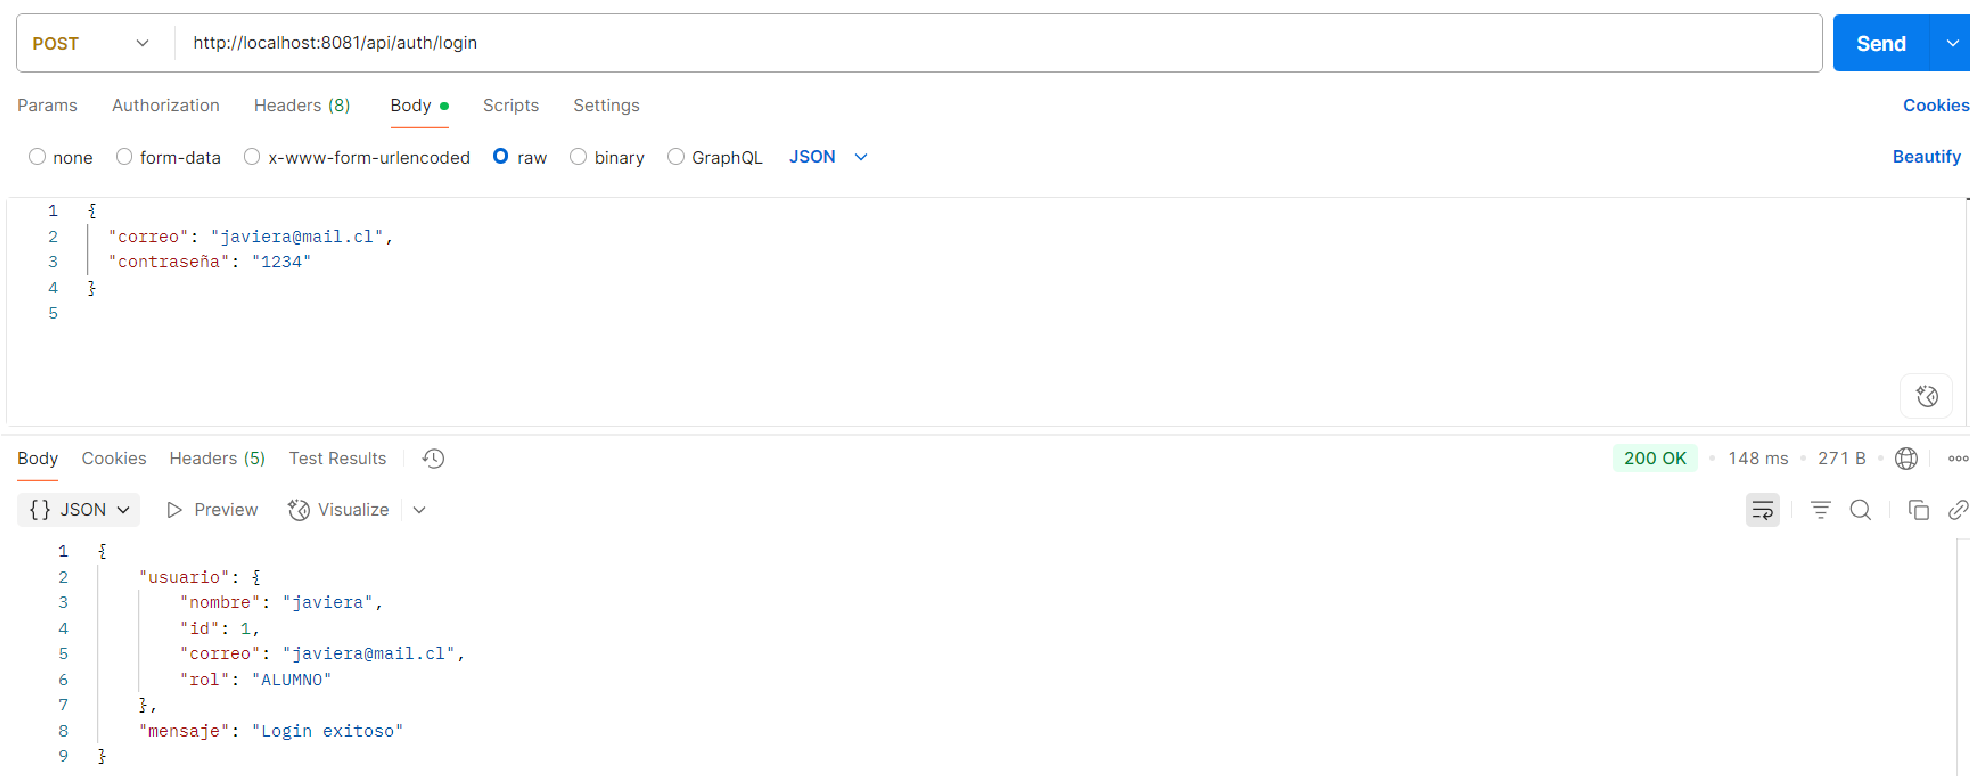 POST http://localhost:8081/api/auth/login Send
Params Authorization Headers (8) Body Scripts Settings Cookies
none form-data x-www-form-urlencoded raw binary GraphQL JSON Beautify
1 {
2 "correo": "javiera@mail.cl",
3 "contraseña": "1234"
4 }
5
Body Cookies Headers (5) Test Results 200 OK 148 ms 271 B
{} JSON Preview Visualize
1 {
2 "usuario": {
3 "nombre": "javiera",
4 "id": 1,
5 "correo": "javiera@mail.cl",
6 "rol": "ALUMNO"
7 },
8 "mensaje": "Login exitoso"
9 }